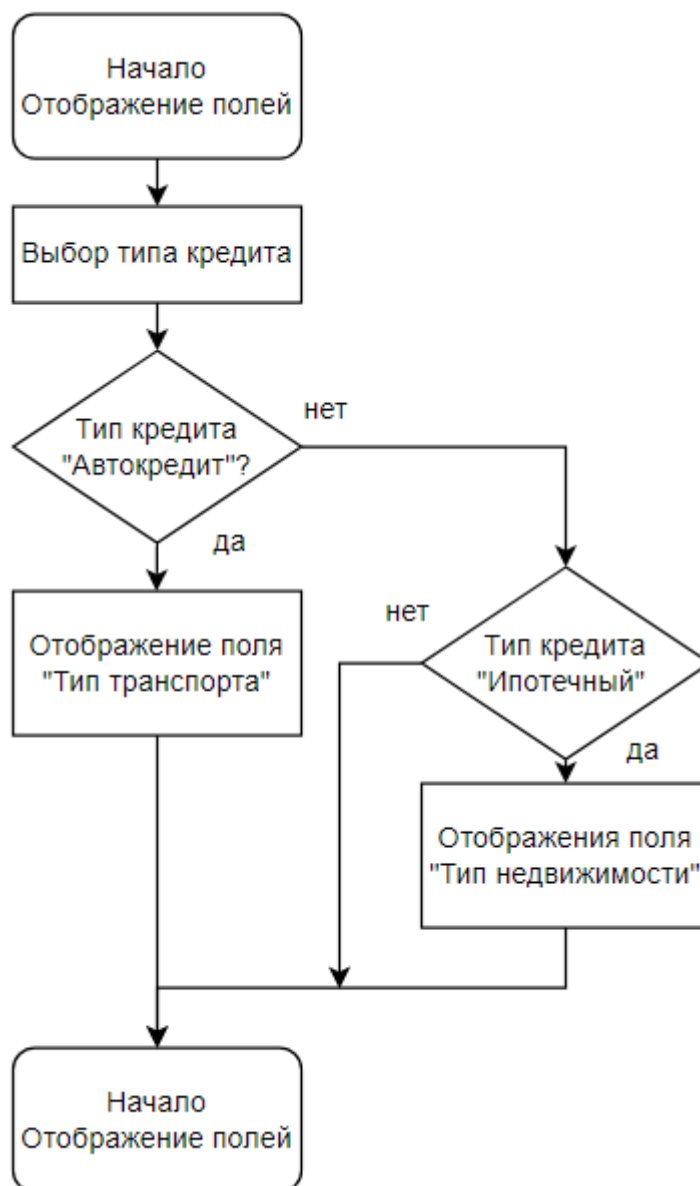 Начало
Отображение полей
Выбор типа кредита
Тип кредита
"Автокредит"?
нет
да
Отображение поля
"Тип транспорта"
нет
Тип кредита
"Ипотечный"
да
Отображения поля
"Тип недвижимости"
Начало
Отображение полей